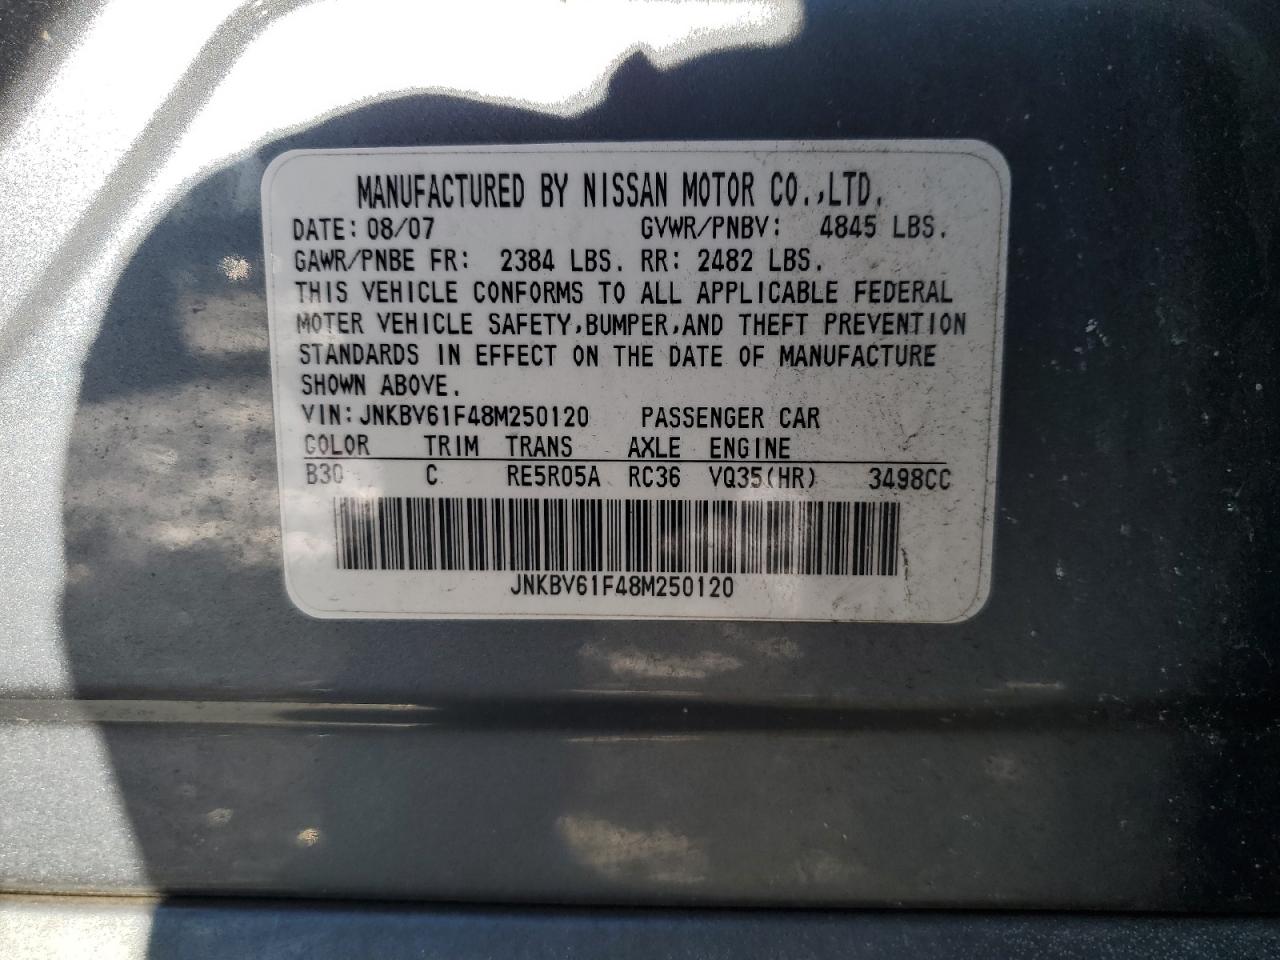 MANUFACTURED BY NISSAN MOTOR CO.,LTD.
DATE: 08/07 GVWR/PNBV: 4845 LBS.
GAWR/PNBE FR: 2384 LBS. RR: 2482 LBS.
THIS VEHICLE CONFORMS TO ALL APPLICABLE FEDERAL
MOTER VEHICLE SAFETY,BUMPER,AND THEFT PREVENTION
STANDARDS IN EFFECT ON THE DATE OF MANUFACTURE
SHOWN ABOVE.
VIN: JNKBV61F48M250120 PASSENGER CAR
COLOR TRIM TRANS AXLE ENGINE
B30 C RE5R05A RC36 VQ35(HR) 3498CC
JNKBV61F48M250120